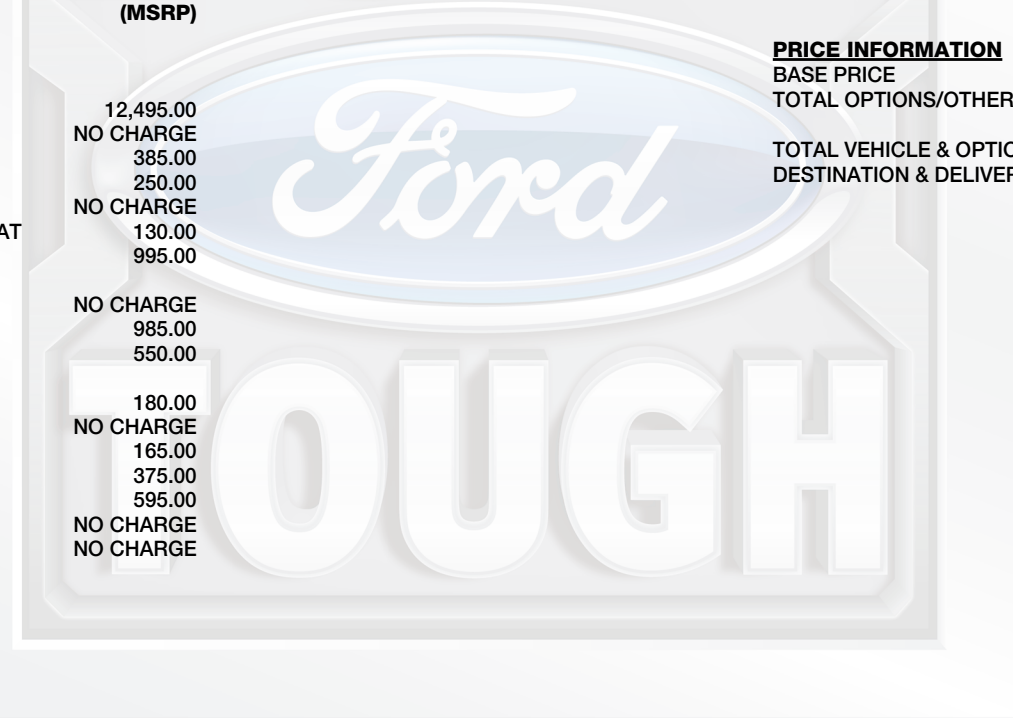 (MSRP)
12,495.00
NO CHARGE
385.00
250.00
NO CHARGE
AT 130.00
995.00
NO CHARGE
985.00
550.00
180.00
NO CHARGE
165.00
375.00
595.00
NO CHARGE
NO CHARGE
PRICE INFORMATION
BASE PRICE
TOTAL OPTIONS/OTHER
TOTAL VEHICLE & OPTIO
DESTINATION & DELIVER
Ford
TOUGH